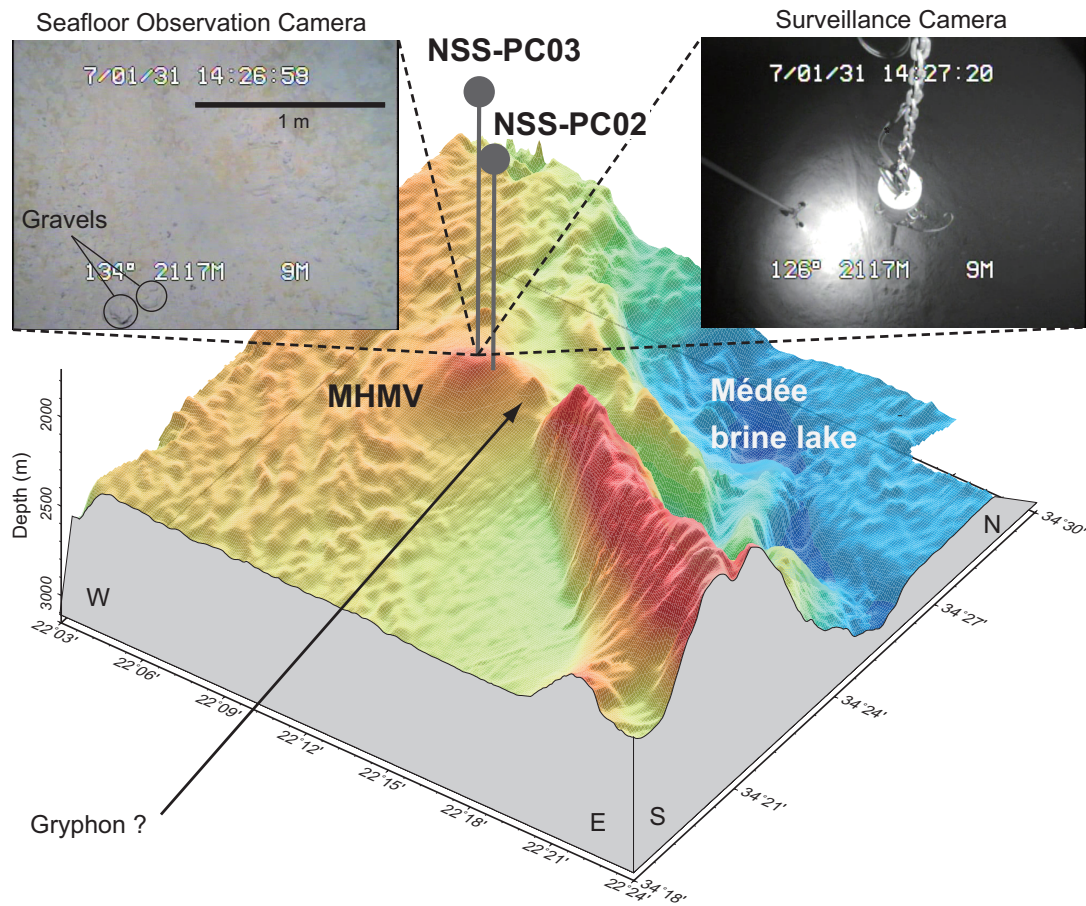 Seafloor Observation Camera
Surveillance Camera
7/01/31 14:26:59
1 m
Gravels
134° 2117M 9M
NSS-PC03
NSS-PC02
7/01/31 14:27:20
126° 2117M 9M
MHMV
Médée
brine lake
Depth (m)
2000
2500
3000
W
N
E
S
22°03'
22°06'
22°09'
22°12'
22°15'
22°18'
22°21'
22°24'
34°18'
34°21'
34°24'
34°27'
34°30'
Gryphon ?